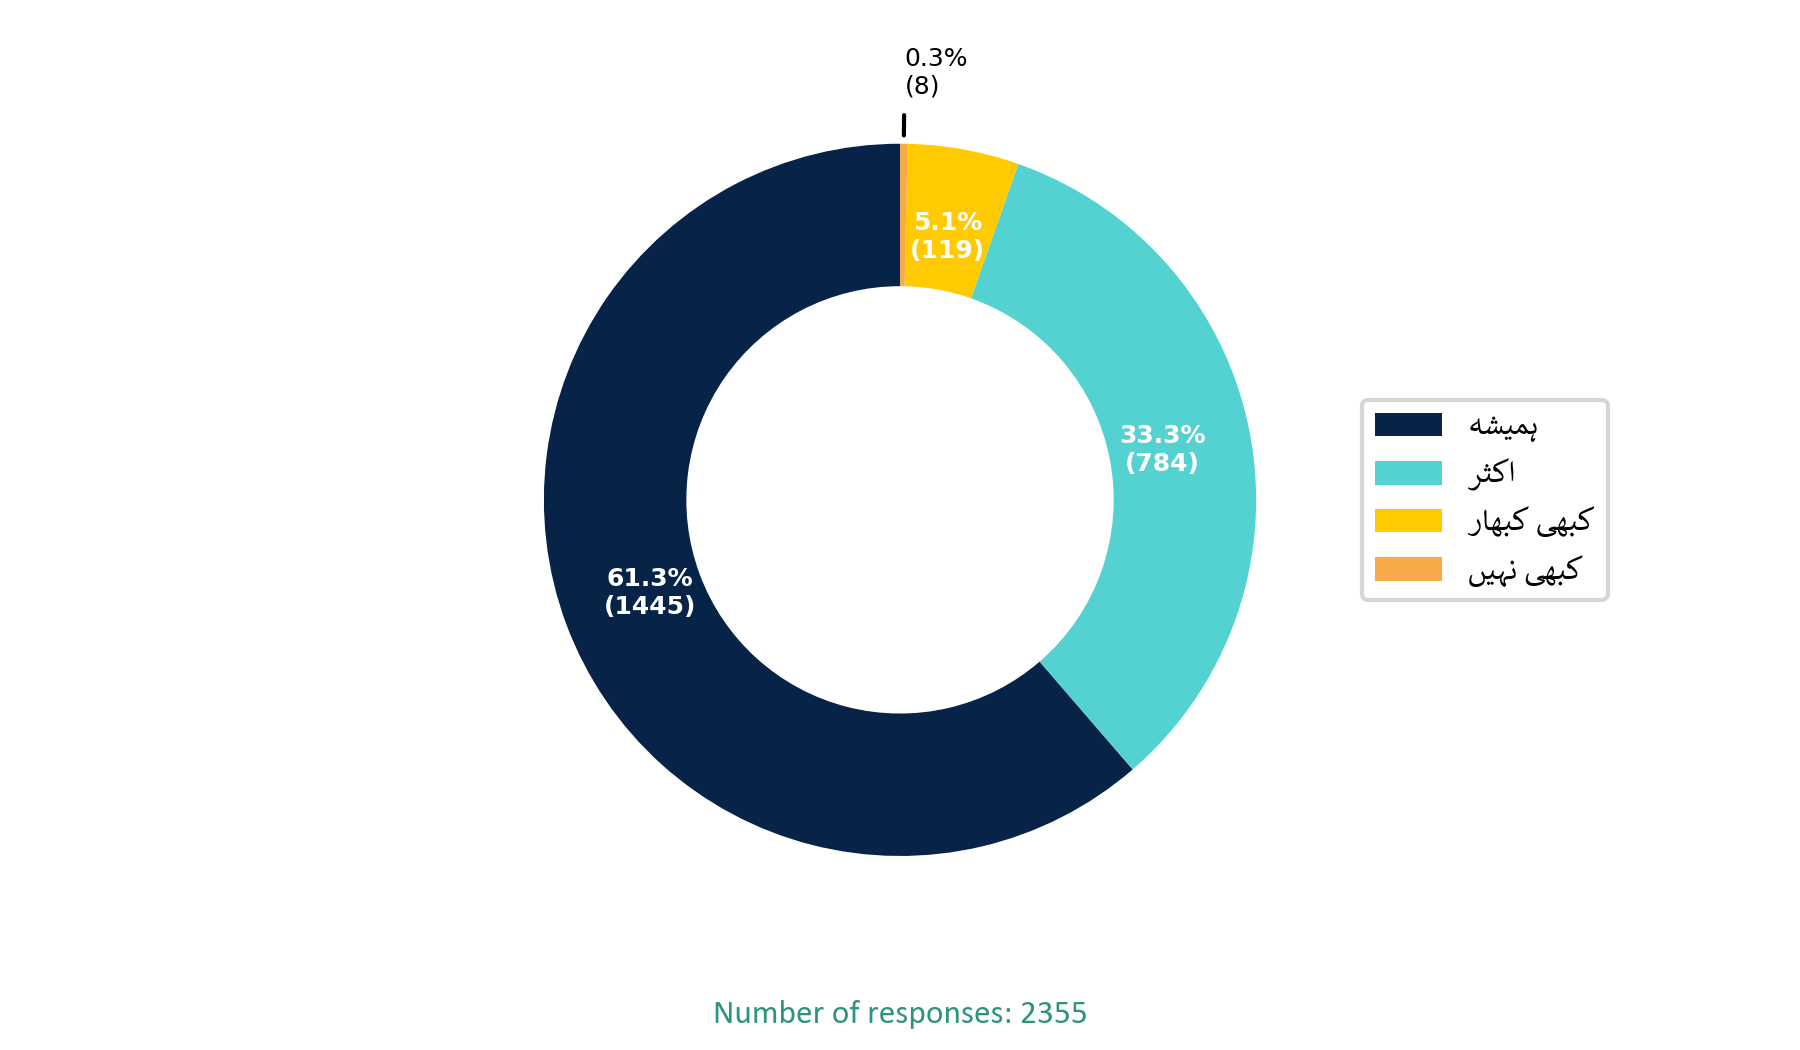 0.3%
(8)
5.1%
(119)
33.3%
(784)
61.3%
(1445)
ہمیشہ
اکثر
کبھی کبھار
کبھی نہیں
Number of responses: 2355